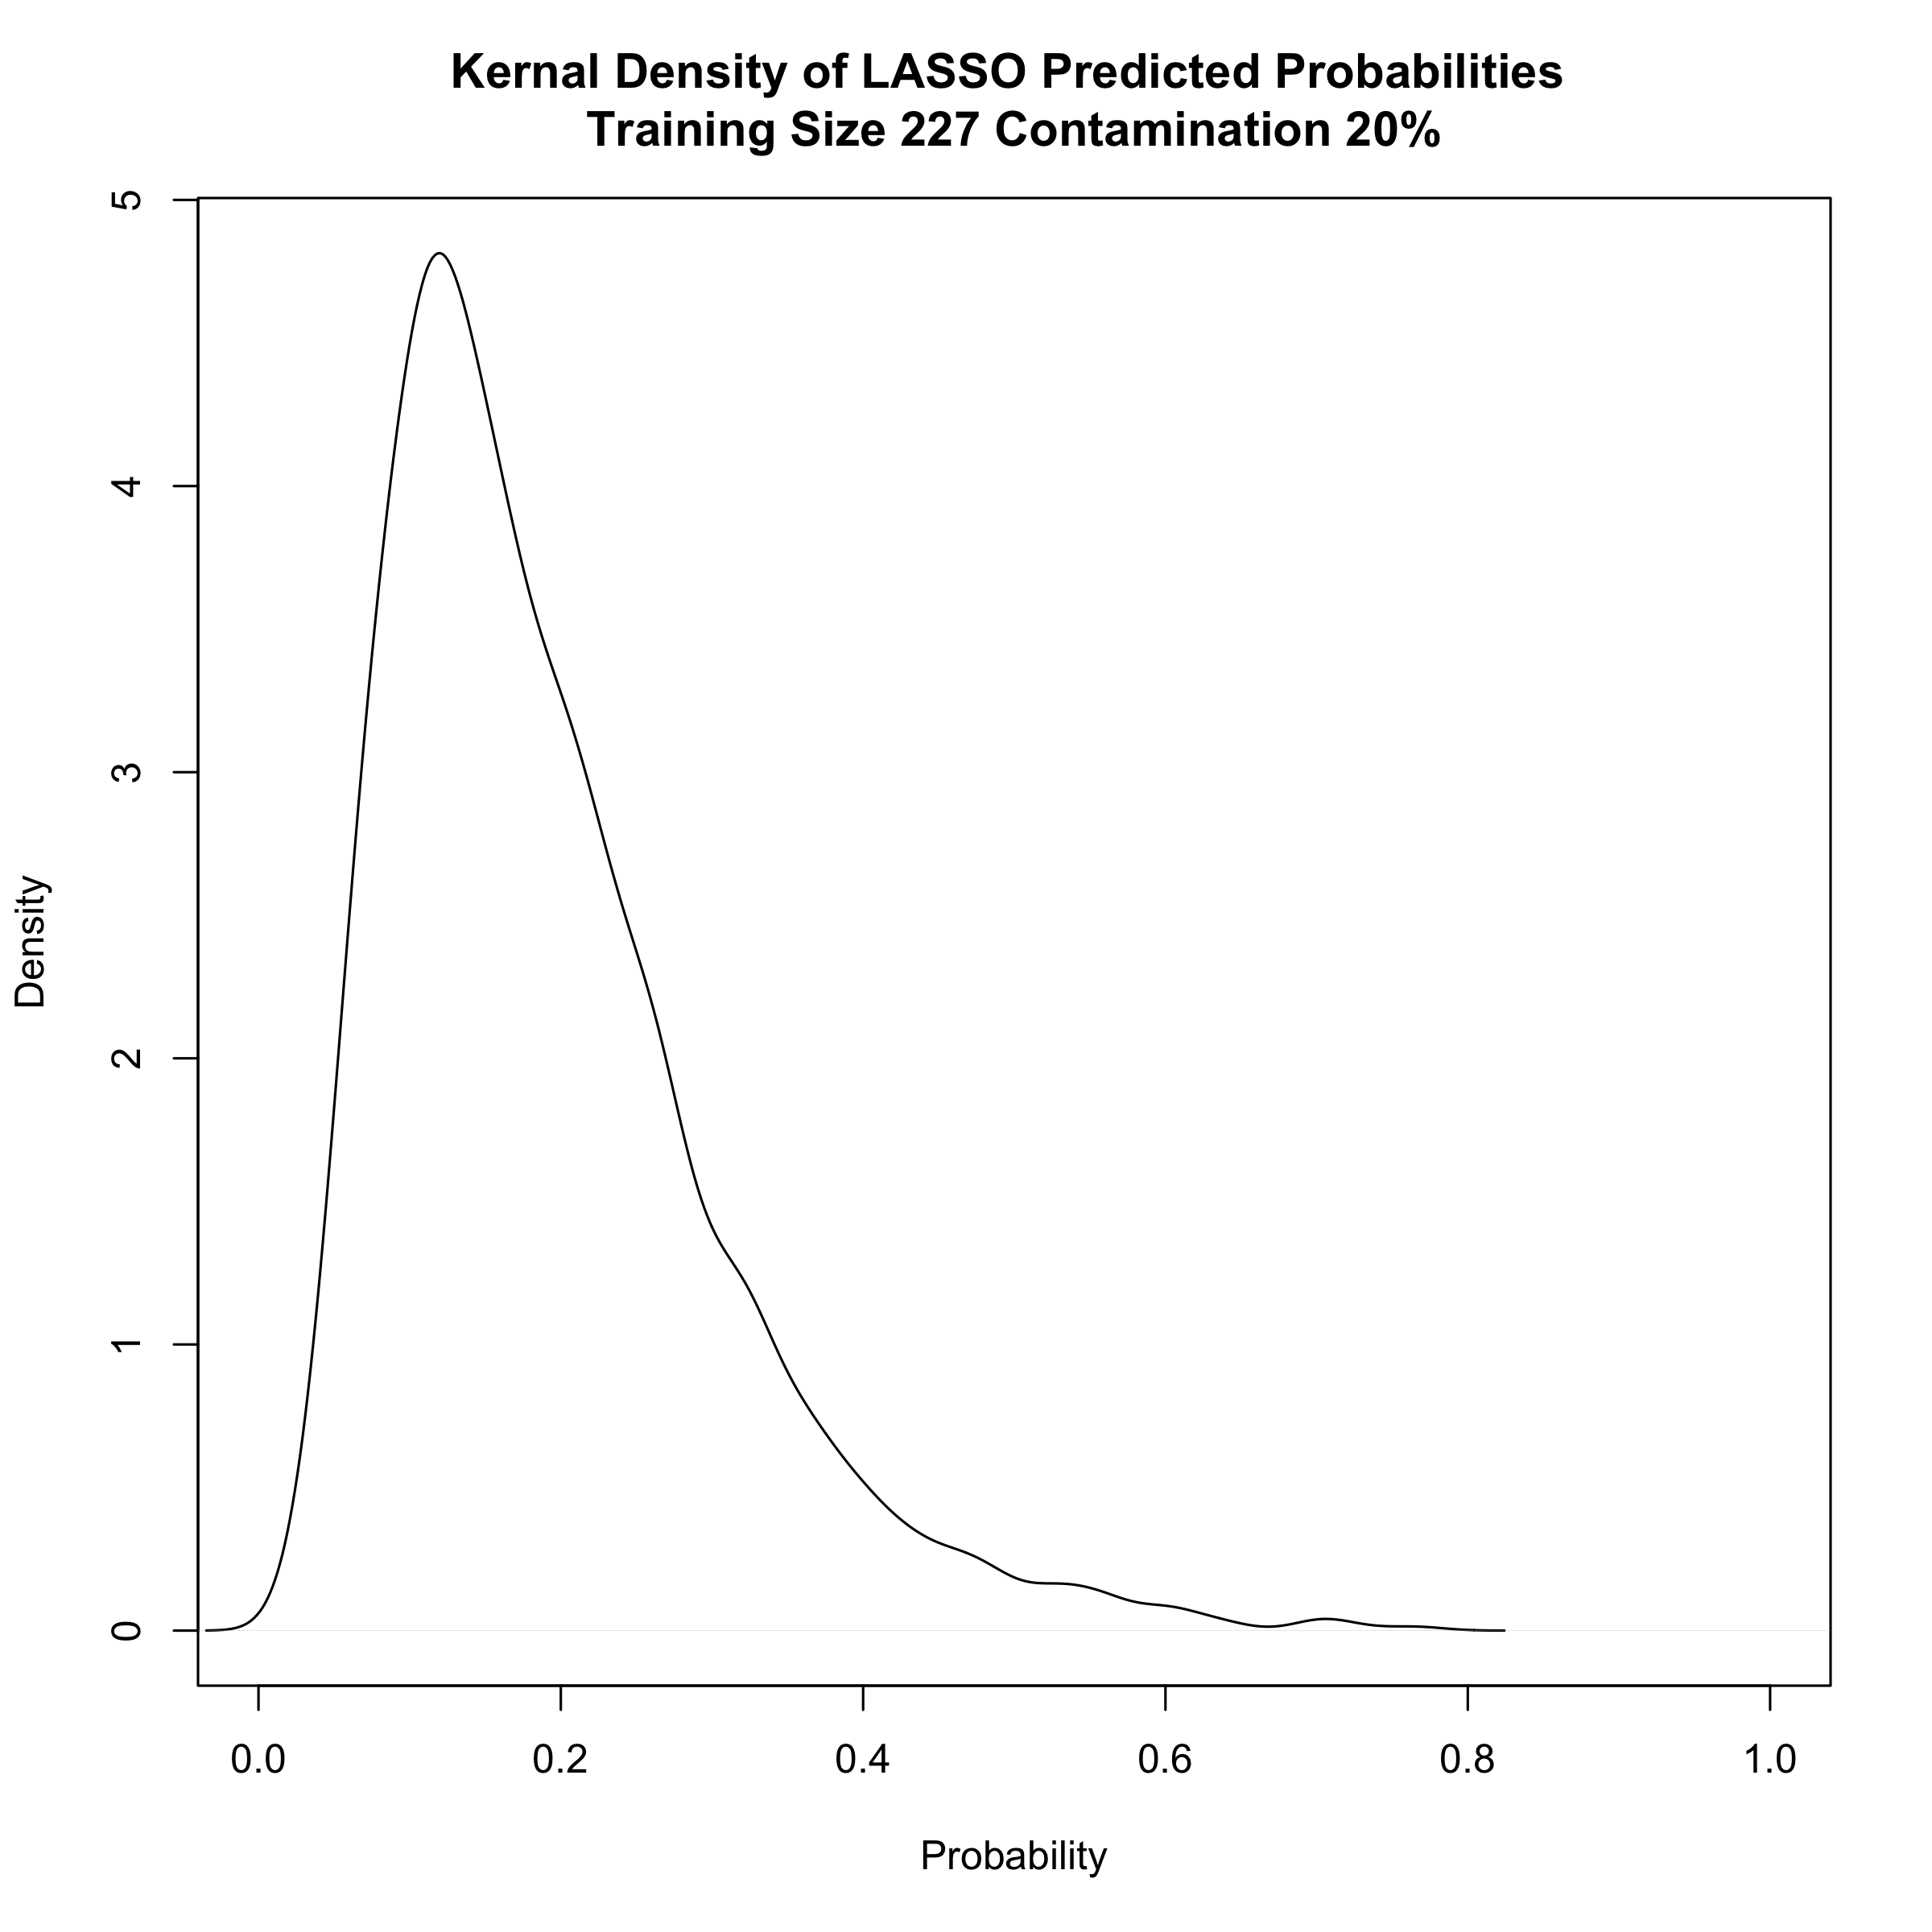 Kernal Density of LASSO Predicted Probabilities
Training Size 227 Contamination 20%
5
4
3
2
1
0
Density
0.0 0.2 0.4 0.6 0.8 1.0
Probability